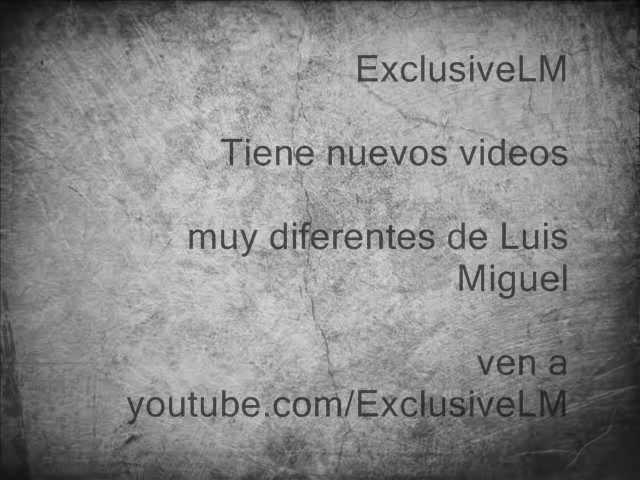 ExclusiveLM
Tiene nuevos videos
muy diferentes de Luis
Miguel
ven a
youtube.com/ExclusiveLM